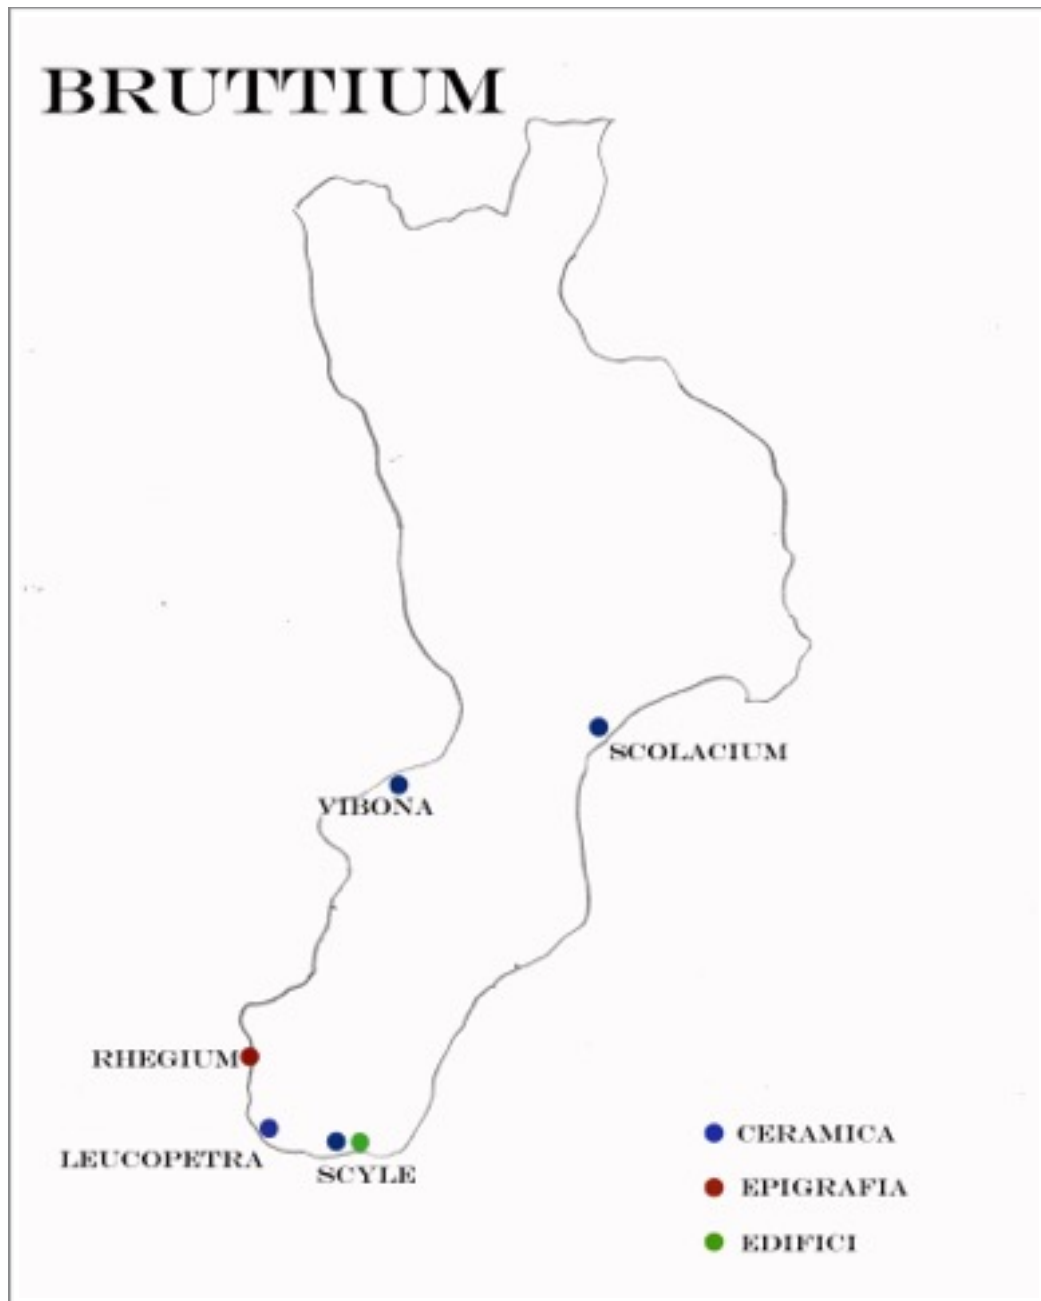 BRUTTIUM
SCOLACIUM
VIBONA
RHEGIUM
LEUCOPETRA
SCYLE
CERAMICA
EPIGRAFIA
EDIFICI